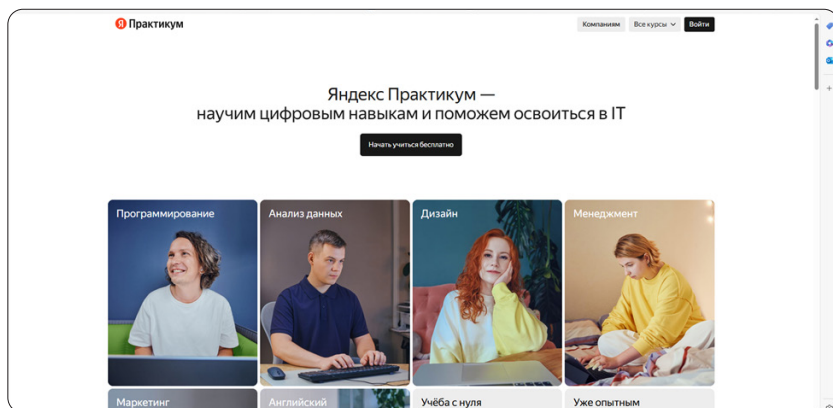 Я Практикум
Компаниям Все курсы Войти
Яндекс Практикум —
научим цифровым навыкам и поможем освоиться в IT
Начать учиться бесплатно
Программирование
Анализ данных
Дизайн
Менеджмент
Маркетинг
Английский
Учёба с нуля
Уже опытным